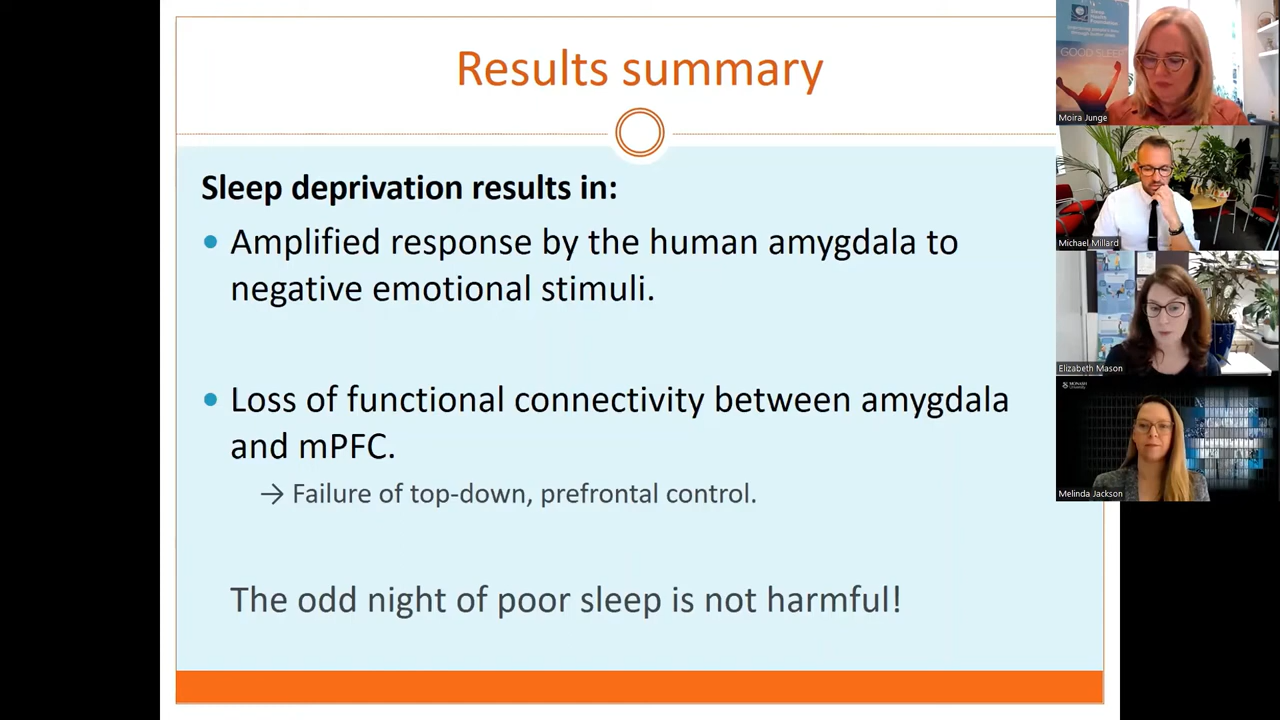 Results summary
Sleep deprivation results in:
Amplified response by the human amygdala to
negative emotional stimuli.
Loss of functional connectivity between amygdala
and mPFC.
→ Failure of top-down, prefrontal control.
The odd night of poor sleep is not harmful!
GOOD SLEEP
Moira Junge
Michael Millard
Elizabeth Mason
MONASH
University
Melinda Jackson